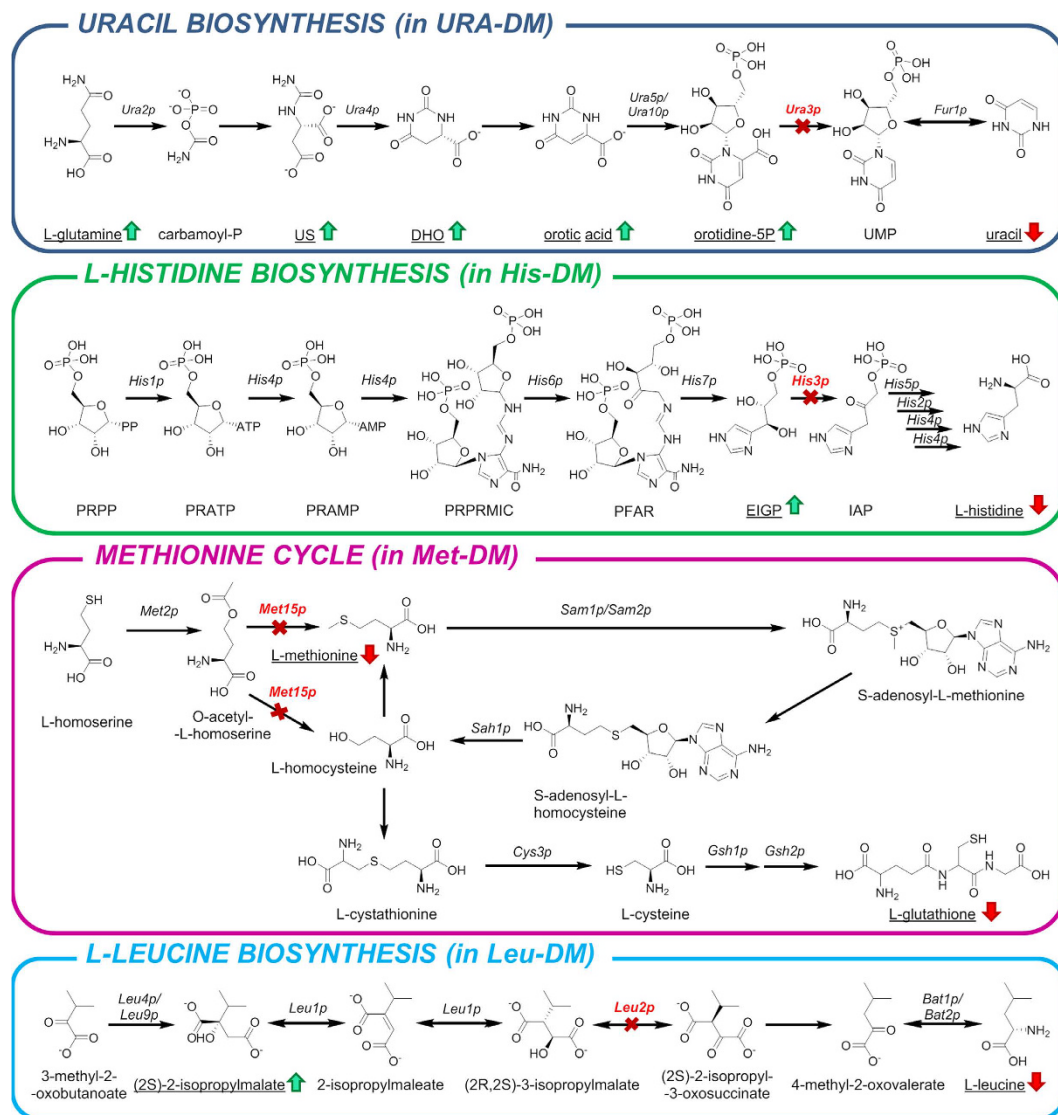 URACIL BIOSYNTHESIS (in URA-DM)
Ura2p
Ura4p
Ura5p/
Ura10p
Ura3p
Fur1p
L-glutamine
carbamoyl-P
US
DHO
orotic acid
orotidine-5P
UMP
uracil
L-HISTIDINE BIOSYNTHESIS (in His-DM)
His1p
His4p
His4p
His6p
His7p
His3p
His5p
His2p
His4p
His4p
PP
ATP
AMP
PRPP
PRATP
PRAMP
PRPRMIC
PFAR
EIGP
IAP
L-histidine
METHIONINE CYCLE (in Met-DM)
Met2p
Met15p
Sam1p/Sam2p
L-methionine
Met15p
L-homoserine
O-acetyl-
-L-homoserine
S-adenosyl-L-methionine
Sah1p
L-homocysteine
S-adenosyl-L-
homocysteine
Cys3p
Gsh1p
Gsh2p
L-cystathionine
L-cysteine
L-glutathione
L-LEUCINE BIOSYNTHESIS (in Leu-DM)
Leu4p/
Leu9p
Leu1p
Leu1p
Leu2p
Bat1p/
Bat2p
3-methyl-2-
-oxobutanoate
(2S)-2-isopropylmalate
2-isopropylmaleate
(2R,2S)-3-isopropylmalate
(2S)-2-isopropyl-
-3-oxosuccinate
4-methyl-2-oxovalerate
L-leucine